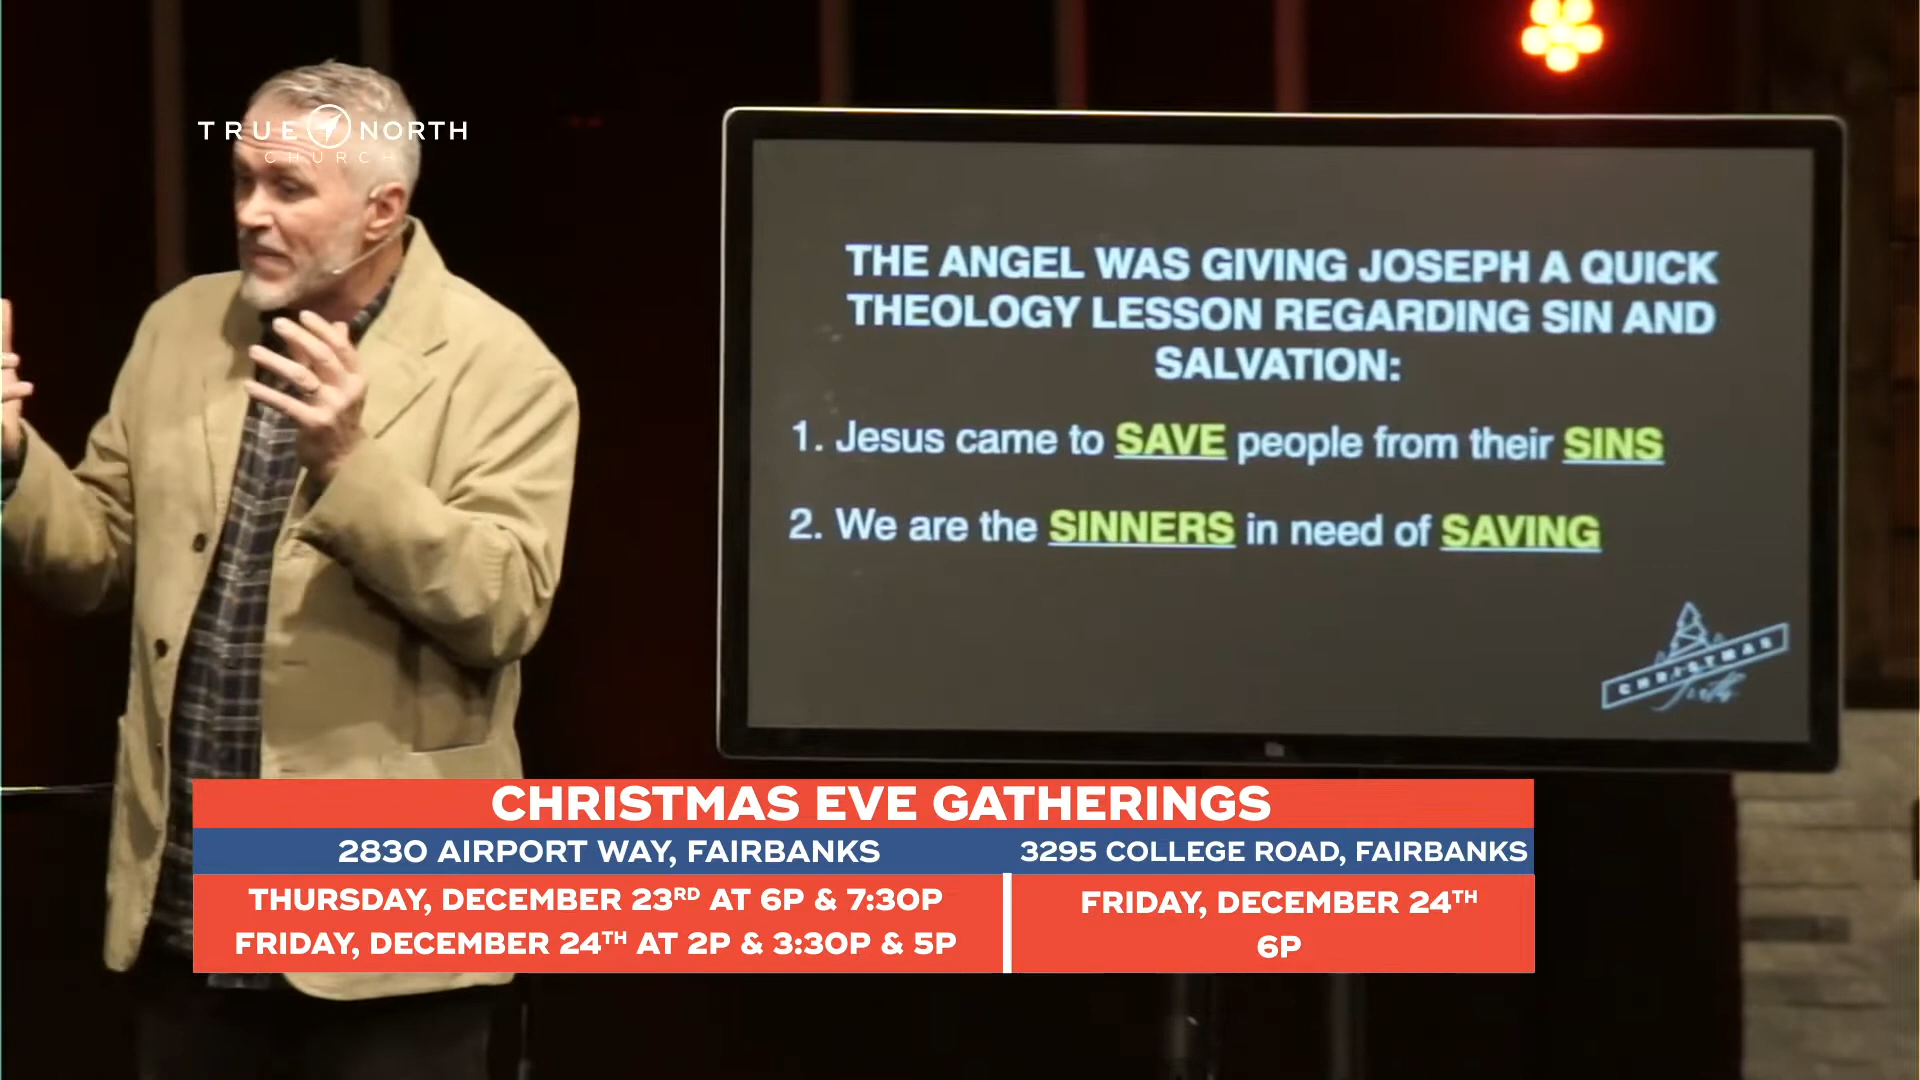 TRUE NORTH
CHURCH
THE ANGEL WAS GIVING JOSEPH A QUICK
THEOLOGY LESSON REGARDING SIN AND
SALVATION:
1. Jesus came to SAVE people from their SINS
2. We are the SINNERS in need of SAVING
CHRISTMAS
CHRISTMAS EVE GATHERINGS
2830 AIRPORT WAY, FAIRBANKS
3295 COLLEGE ROAD, FAIRBANKS
THURSDAY, DECEMBER 23RD AT 6P & 7:30P
FRIDAY, DECEMBER 24TH AT 2P & 3:30P & 5P
FRIDAY, DECEMBER 24TH
6P